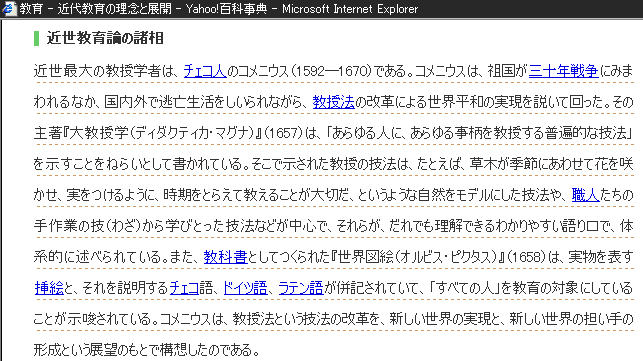 教育 - 近代教育の理念と展開 - Yahoo!百科事典 - Microsoft Internet Explorer
近世教育論の諸相
近世最大の教授学者は、チェコ人のコメニウス（1592―1670）である。コメニウスは、祖国が三十年戦争にみま
われるなか、国内外で逃亡生活をしいられながら、教授法の改革による世界平和の実現を説いて回った。その
主著『大教授学（ディダクティカ・マグナ）』（1657）は、「あらゆる人に、あらゆる事柄を教授する普遍的な技法」
を示すことをねらいとして書かれている。そこで示された教授の技法は、たとえば、草木が季節にあわせて花を咲
かせ、実をつけるように、時期をとらえて教えることが大切だ、というような自然をモデルにした技法や、職人たちの
手作業の技（わざ）から学びとった技法などが中心で、それらが、だれでも理解できるわかりやすい語り口で、体
系的に述べられている。また、教科書としてつくられた『世界図絵（オルビス・ピクタス）』（1658）は、実物を表す
挿絵と、それを説明するチェコ語、ドイツ語、ラテン語が併記されていて、「すべての人」を教育の対象にしている
ことが示唆されている。コメニウスは、教授法という技法の改革を、新しい世界の実現と、新しい世界の担い手の
形成という展望のもとで構想したのである。